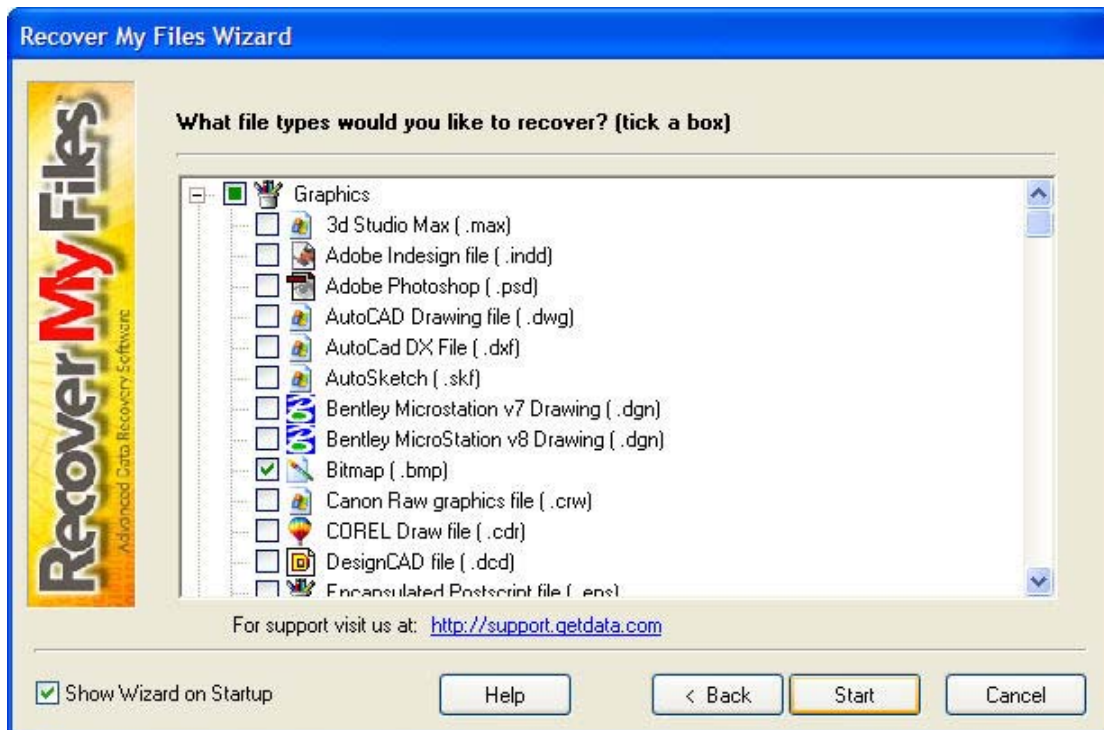 Recover My Files Wizard
Recover My Files
Advanced Data Recovery Software
What file types would you like to recover? (tick a box)
Graphics
3d Studio Max ( .max)
Adobe Indesign file ( .indd)
Adobe Photoshop ( .psd)
AutoCAD Drawing file ( .dwg)
AutoCad DX File ( .dxf)
AutoSketch ( .skf)
Bentley Microstation v7 Drawing ( .dgn)
Bentley MicroStation v8 Drawing ( .dgn)
Bitmap ( .bmp)
Canon Raw graphics file ( .crw)
COREL Draw file ( .cdr)
DesignCAD file ( .dcd)
Encapsulated Postscript file ( .eps)
For support visit us at: http://support.getdata.com
Show Wizard on Startup Help < Back Start Cancel